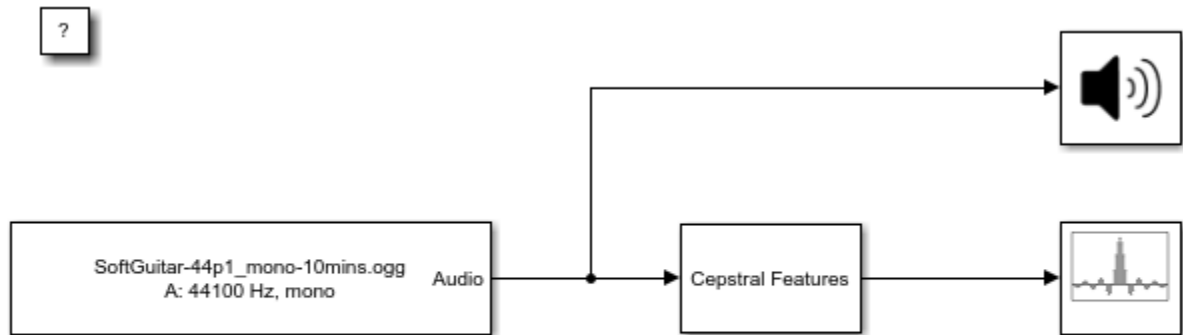 ?
SoftGuitar-44p1_mono-10mins.ogg
A: 44100 Hz, mono
Audio
Cepstral Features